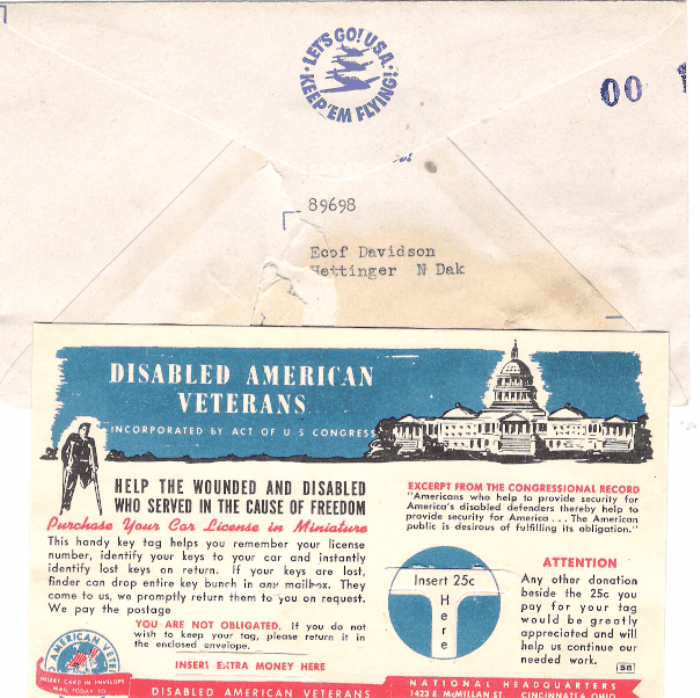 LET'S GO! U.S.A.
KEEP 'EM FLYING!
00
89698
Ecof Davidson
Hettinger N Dak
DISABLED AMERICAN
VETERANS
INCORPORATED BY ACT OF U S CONGRESS
HELP THE WOUNDED AND DISABLED
WHO SERVED IN THE CAUSE OF FREEDOM
Purchase Your Car License in Miniature
This handy key tag helps you remember your license
number, identify your keys to your car and instantly
identify lost keys on return. If your keys are lost,
finder can drop entire key bunch in any mailbox. They
come to us, we promptly return them to you on request.
We pay the postage
YOU ARE NOT OBLIGATED. If you do not
wish to keep your tag, please return it in
the enclosed envelope.
INSERT EXTRA MONEY HERE
EXCERPT FROM THE CONGRESSIONAL RECORD
"Americans who help to provide security for
America's disabled defenders thereby help to
provide security for America . . . The American
public is desirous of fulfilling its obligation."
Insert 25c
Here
ATTENTION
Any other donation
beside the 25c you
pay for your tag
would be greatly
appreciated and will
help us continue our
needed work.
5B
AMERICAN VETE
INSERT CARD IN ENVELOPE
MAIL TODAY TO
DISABLED AMERICAN VETERANS
NATIONAL HEADQUARTERS
1423 E. McMILLAN ST. CINCINNATI 6, OHIO